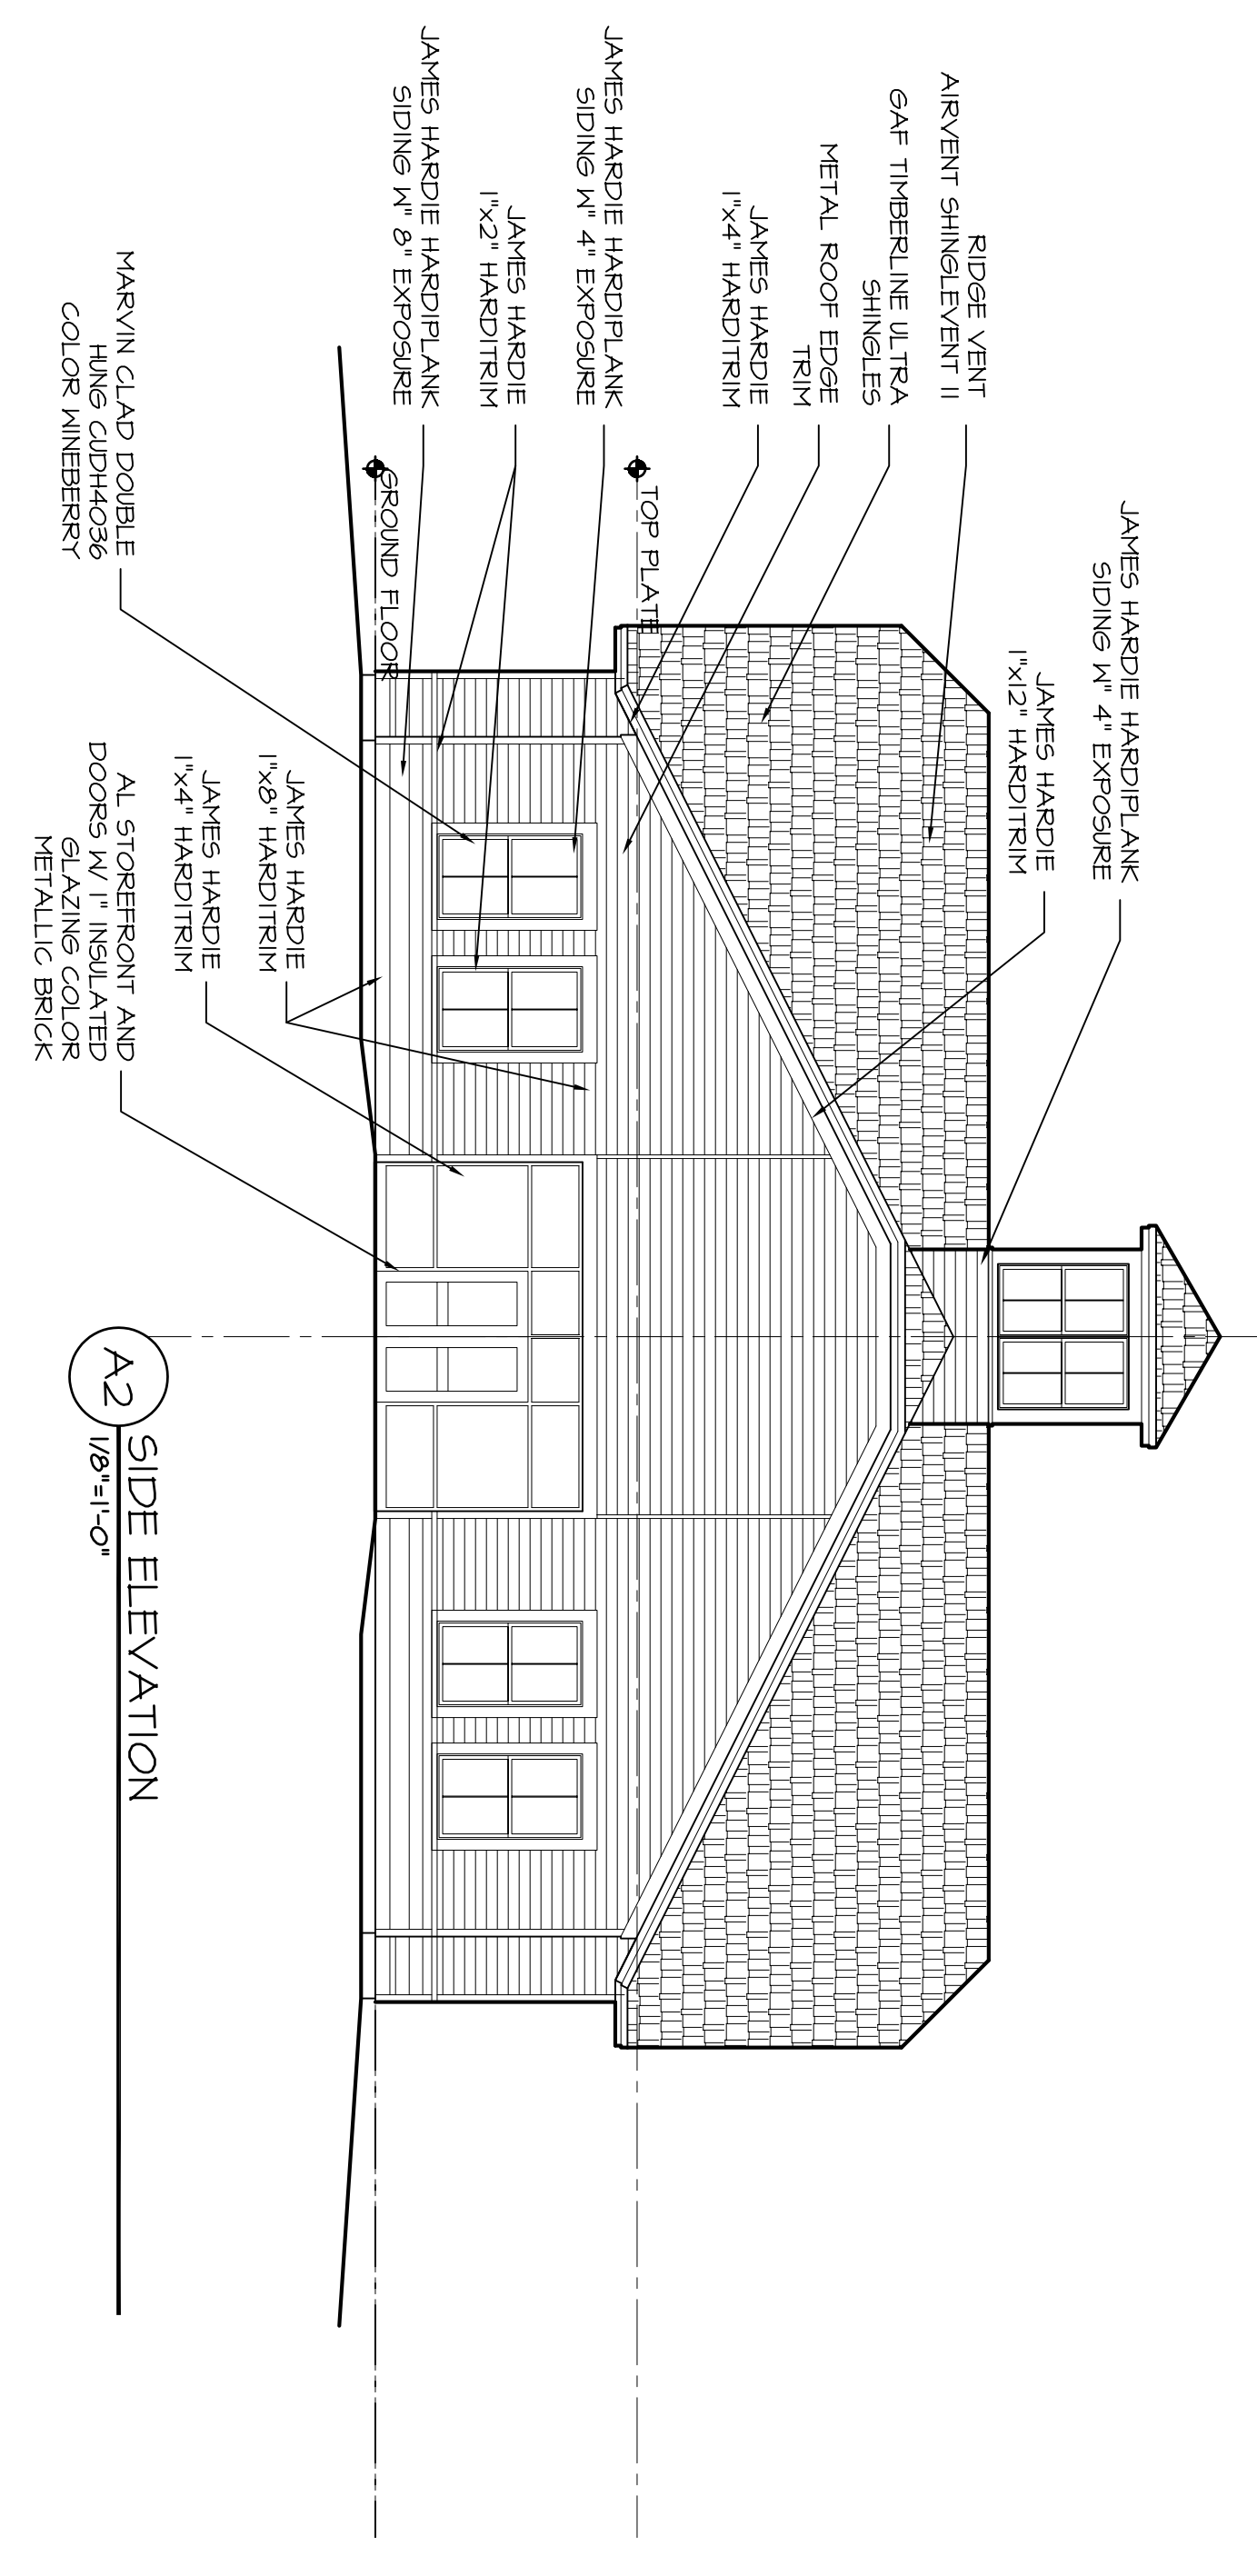 JAMES HARDIE HARDIPLANK
SIDING W" 4" EXPOSURE
JAMES HARDIE
1"x12" HARDITRIM
RIDGE VENT
AIRVENT SHINGLEVENT II
GAF TIMBERLINE ULTRA
SHINGLES
METAL ROOF EDGE
TRIM
JAMES HARDIE
1"x4" HARDITRIM
TOP PLATE
JAMES HARDIE HARDIPLANK
SIDING W" 4" EXPOSURE
JAMES HARDIE
1"x2" HARDITRIM
JAMES HARDIE HARDIPLANK
SIDING W" 8" EXPOSURE
GROUND FLOOR
JAMES HARDIE
1"x8" HARDITRIM
JAMES HARDIE
1"x4" HARDITRIM
MARVIN CLAD DOUBLE
HUNG CUDH4036
COLOR WINEBERRY
AL STOREFRONT AND
DOORS W/ 1" INSULATED
GLAZING COLOR
METALLIC BRICK
A2
SIDE ELEVATION
1/8"=1'-0"